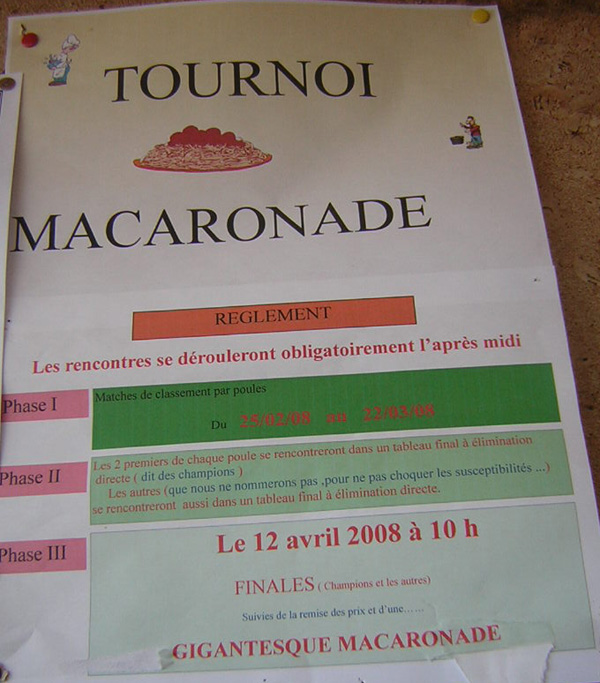 TOURNOI
MACARONADE
REGLEMENT
Les rencontres se dérouleront obligatoirement l'après midi
Phase I
Matches de classement par poules
Du 25/02/08 au 22/03/08
Phase II
Les 2 premiers de chaque poule se rencontreront dans un tableau final à élimination
directe ( dit des champions )
Les autres (que nous ne nommerons pas ,pour ne pas choquer les susceptibilités ...)
se rencontreront aussi dans un tableau final à élimination directe.
Phase III
Le 12 avril 2008 à 10 h
FINALES ( Champions et les autres)
Suivies de la remise des prix et d'une……
GIGANTESQUE MACARONADE